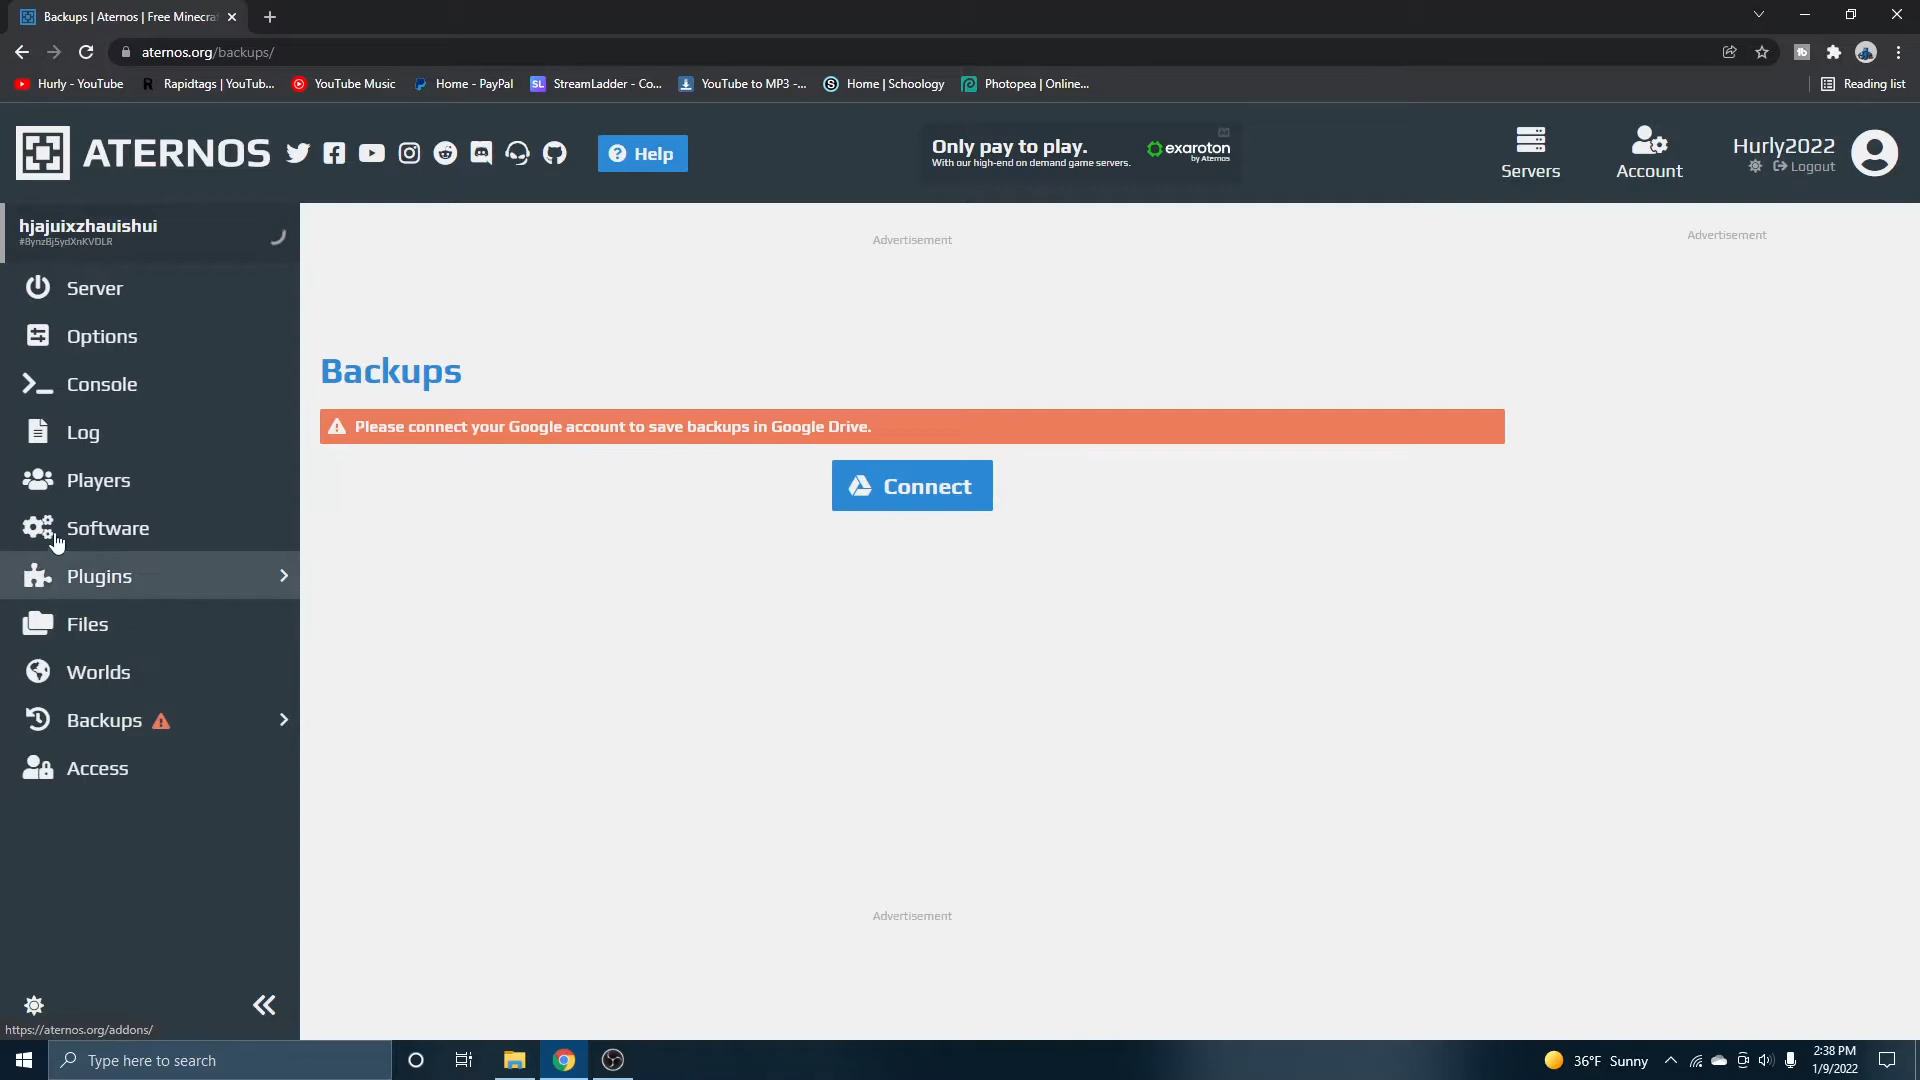 Backups | Aternos | Free Minecra
aternos.org/backups/
Hurly - YouTube
Rapidtags | YouTub...
YouTube Music
Home - PayPal
SL
StreamLadder - Co...
YouTube to MP3 -...
Home | Schoology
Photopea | Online...
Reading list
ATERNOS
Help
Only pay to play.
With our high-end on demand game servers.
Ad
exaroton
by Aternos
Servers
Account
Hurly2022
Logout
hjajuixzhauishui
Advertisement
Advertisement
Server
Options
Console
Log
Players
Software
Plugins
Files
Worlds
Backups
Access
Backups
Please connect your Google account to save backups in Google Drive.
Connect
Advertisement
https://aternos.org/addons/
Type here to search
36°F Sunny
2:38 PM
1/9/2022